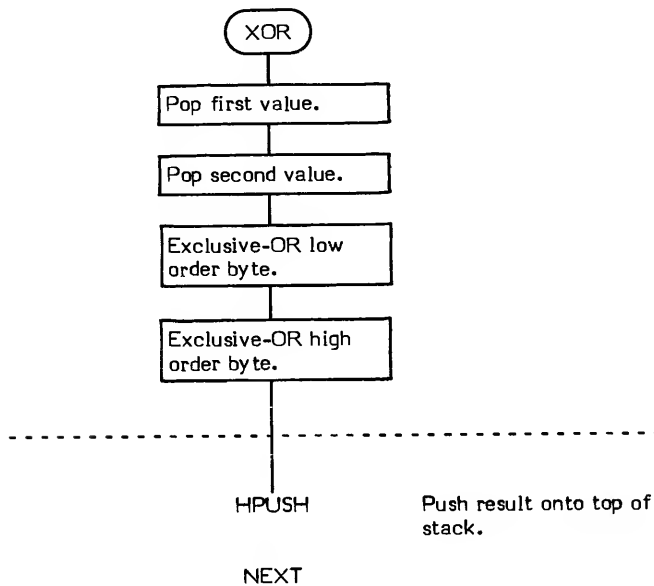 XOR
Pop first value.
Pop second value.
Exclusive-OR low
order byte.
Exclusive-OR high
order byte.
HPUSH
Push result onto top of
stack.
NEXT